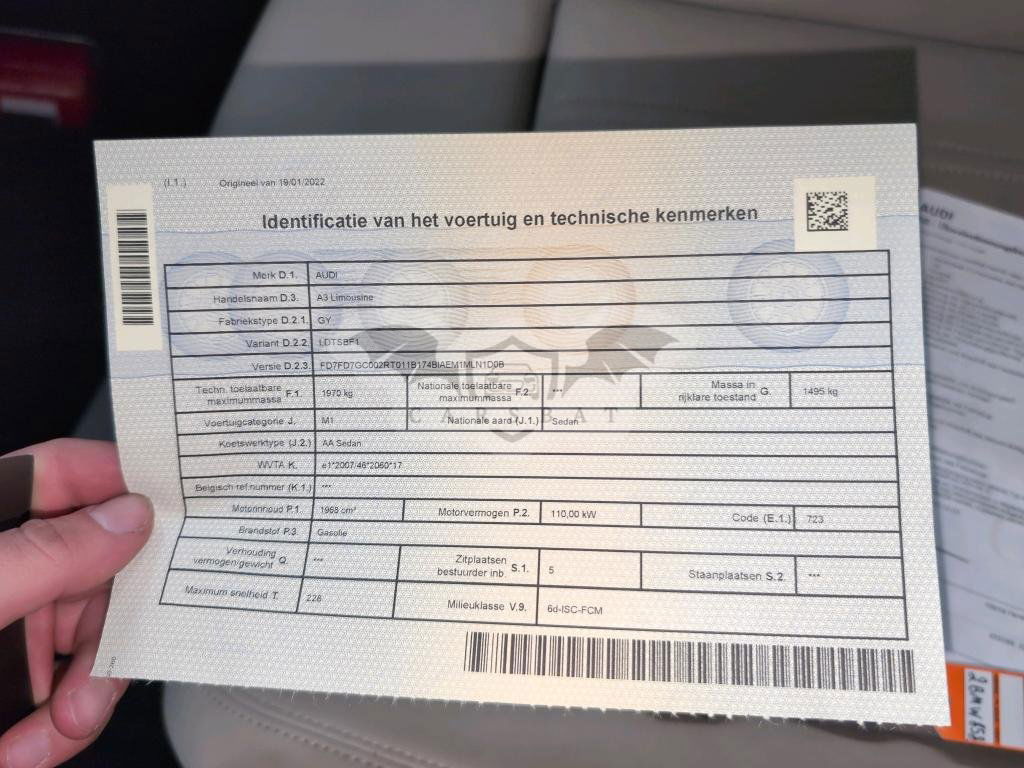 (I.1.) Origineel van 19/01/2022
Identificatie van het voertuig en technische kenmerken
Merk D.1. AUDI
Handelsnaam D.3. A3 Limousine
Fabriekstype D.2.1. GY
Variant D.2.2. LDTSBF1
Versie D.2.3. FD7FD7GC002RT011B174BIAEM1MLN1D0B
Techn. toelaatbare maximummassa F.1. 1970 kg Nationale toelaatbare maximummassa F.2. *** Massa in rijklare toestand G. 1495 kg
CARSBAT
Voertuigcategorie J. M1 Nationale aard (J.1.) Sedan
Koetswerktype (J.2.) AA Sedan
WVTA K. e1*2007/46*2060*17
Belgisch ref.nummer (K.1.) ***
Motorinhoud P.1. 1968 cm³ Motorvermogen P.2. 110,00 kW Code (E.1.) 723
Brandstof P.3. Gasolie
Verhouding vermogen/gewicht Q. *** Zitplaatsen bestuurder inb. S.1. 5 Staanplaatsen S.2. ***
Maximum snelheid T. 228 Milieuklasse V.9. 6d-ISC-FCM
AUDI
2BMW853